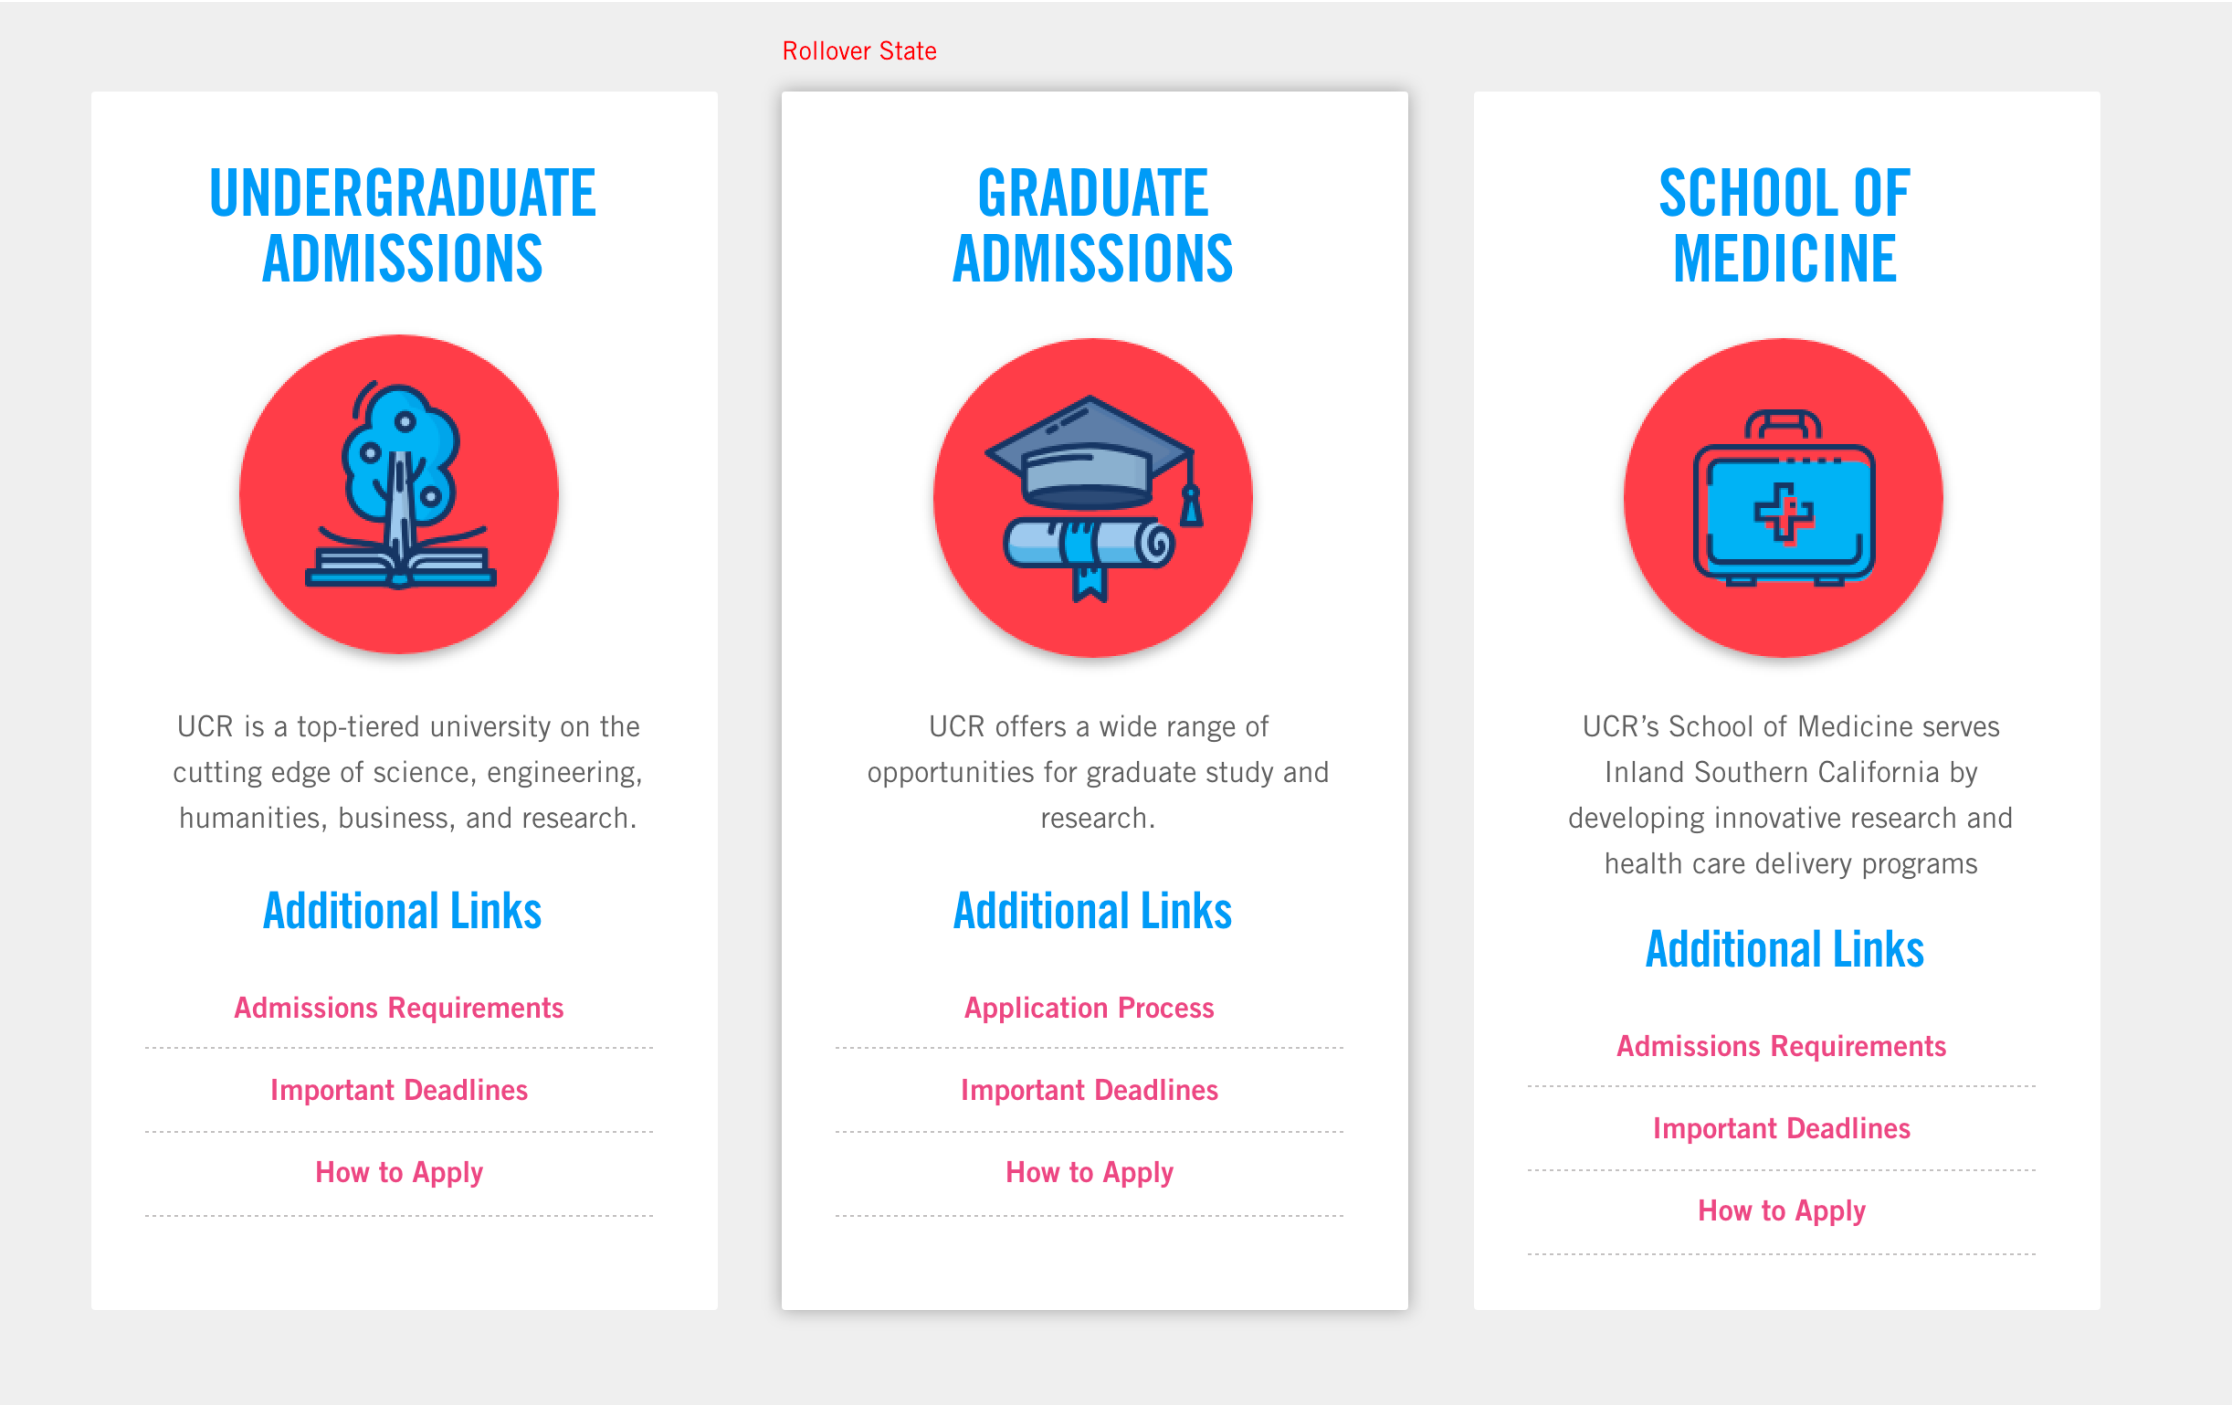 Rollover State
UNDERGRADUATE
ADMISSIONS
UCR is a top-tiered university on the
cutting edge of science, engineering,
humanities, business, and research.
Additional Links
Admissions Requirements
Important Deadlines
How to Apply
GRADUATE
ADMISSIONS
UCR offers a wide range of
opportunities for graduate study and
research.
Additional Links
Application Process
Important Deadlines
How to Apply
SCHOOL OF
MEDICINE
UCR’s School of Medicine serves
Inland Southern California by
developing innovative research and
health care delivery programs
Additional Links
Admissions Requirements
Important Deadlines
How to Apply